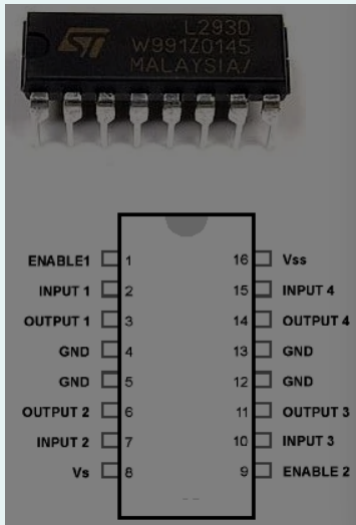 ST
L293D
W991Z0145
MALAYSIA/
ENABLE1 1 16 Vss
INPUT 1 2 15 INPUT 4
OUTPUT 1 3 14 OUTPUT 4
GND 4 13 GND
GND 5 12 GND
OUTPUT 2 6 11 OUTPUT 3
INPUT 2 7 10 INPUT 3
Vs 8 9 ENABLE 2